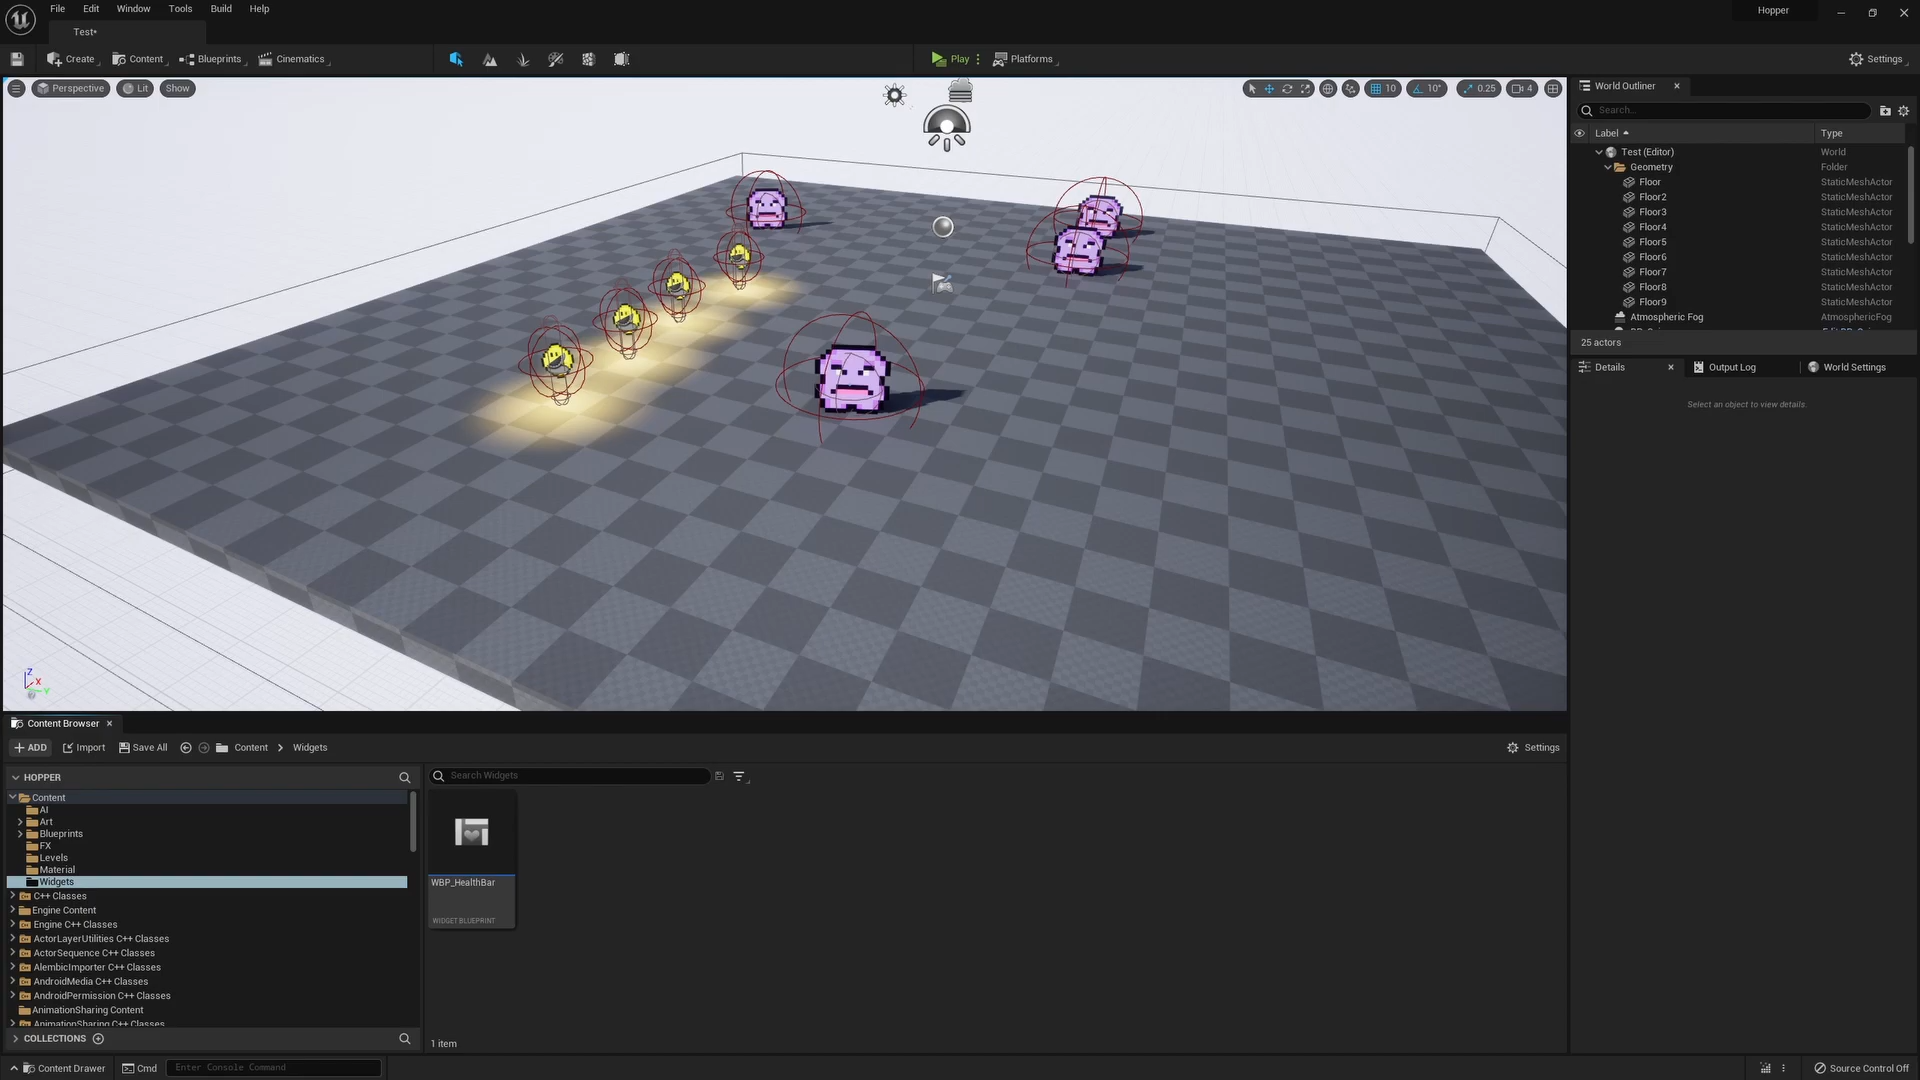 File Edit Window Tools Build Help
Hopper
Test*
Create Content Blueprints Cinematics
Play Platforms
Settings
Perspective Lit Show
10 10° 0.25 4
World Outliner
Search...
Label Type
Test (Editor) World
Geometry Folder
Floor StaticMeshActor
Floor2 StaticMeshActor
Floor3 StaticMeshActor
Floor4 StaticMeshActor
Floor5 StaticMeshActor
Floor6 StaticMeshActor
Floor7 StaticMeshActor
Floor8 StaticMeshActor
Floor9 StaticMeshActor
Atmospheric Fog AtmosphericFog
25 actors
Details Output Log World Settings
Select an object to view details.
Z
X
Y
Content Browser
ADD Import Save All Content Widgets Settings
HOPPER
Search Widgets
Content
AI
Art
Blueprints
FX
Levels
Material
Widgets
C++ Classes
Engine Content
Engine C++ Classes
ActorLayerUtilities C++ Classes
ActorSequence C++ Classes
AlembicImporter C++ Classes
AndroidMedia C++ Classes
AndroidPermission C++ Classes
AnimationSharing Content
AnimationSharing C++ Classes
WBP_HealthBar
WIDGET BLUEPRINT
COLLECTIONS
1 item
Content Drawer Cmd Enter Console Command
Source Control Off